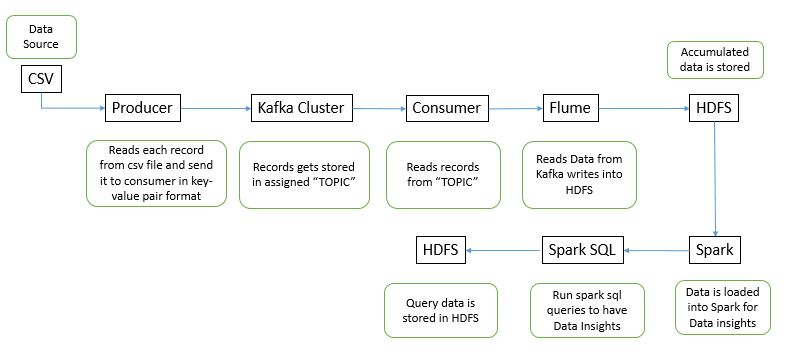 Data
Source
CSV
Producer
Kafka Cluster
Consumer
Flume
HDFS
Accumulated
data is stored
Reads each record
from csv file and send
it to consumer in key-
value pair format
Records gets stored
in assigned “TOPIC”
Reads records
from “TOPIC”
Reads Data from
Kafka writes into
HDFS
HDFS
Spark SQL
Spark
Query data is
stored in HDFS
Run spark sql
queries to have
Data Insights
Data is loaded
into Spark for
Data insights